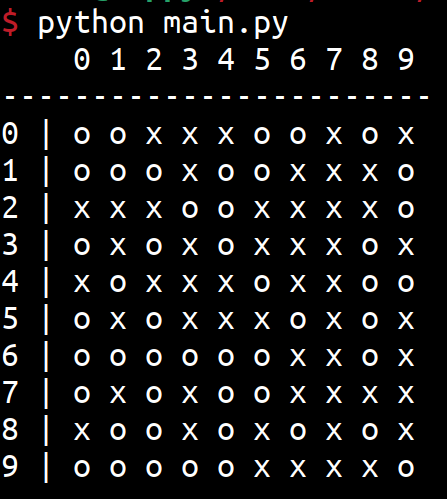 $ python main.py
    0 1 2 3 4 5 6 7 8 9
------------------------
0 | o o x x x o o x o x
1 | o o o x o o x x x o
2 | x x x o o x x x x o
3 | o x o x o x x x o x
4 | x o x x x o x x o o
5 | o x o x x x o x o x
6 | o o o o o o x x o x
7 | o x o x o o x x x x
8 | x o o x o x o x o x
9 | o o o o o x x x x o